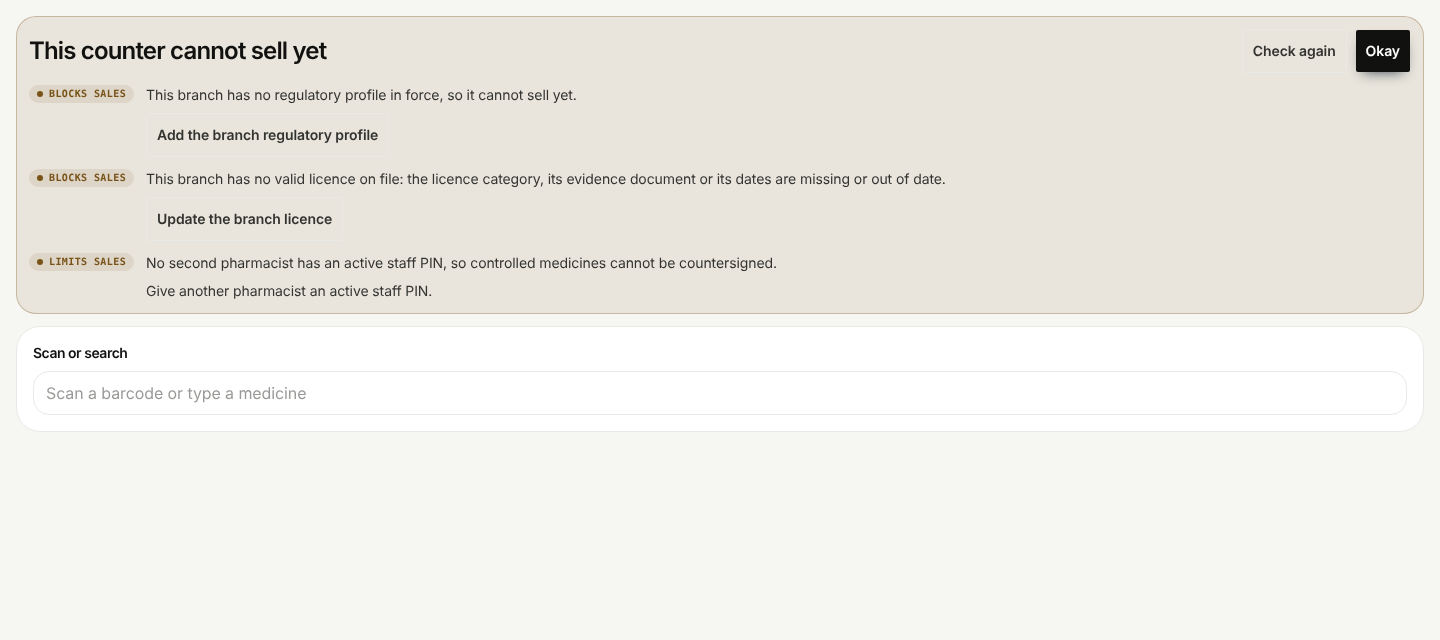 This counter cannot sell yet
Check again
Okay
BLOCKS SALES
This branch has no regulatory profile in force, so it cannot sell yet.
Add the branch regulatory profile
BLOCKS SALES
This branch has no valid licence on file: the licence category, its evidence document or its dates are missing or out of date.
Update the branch licence
LIMITS SALES
No second pharmacist has an active staff PIN, so controlled medicines cannot be countersigned.
Give another pharmacist an active staff PIN.
Scan or search
Scan a barcode or type a medicine